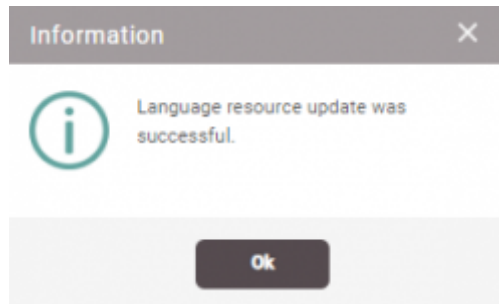 Information
Language resource update was
successful.
Ok